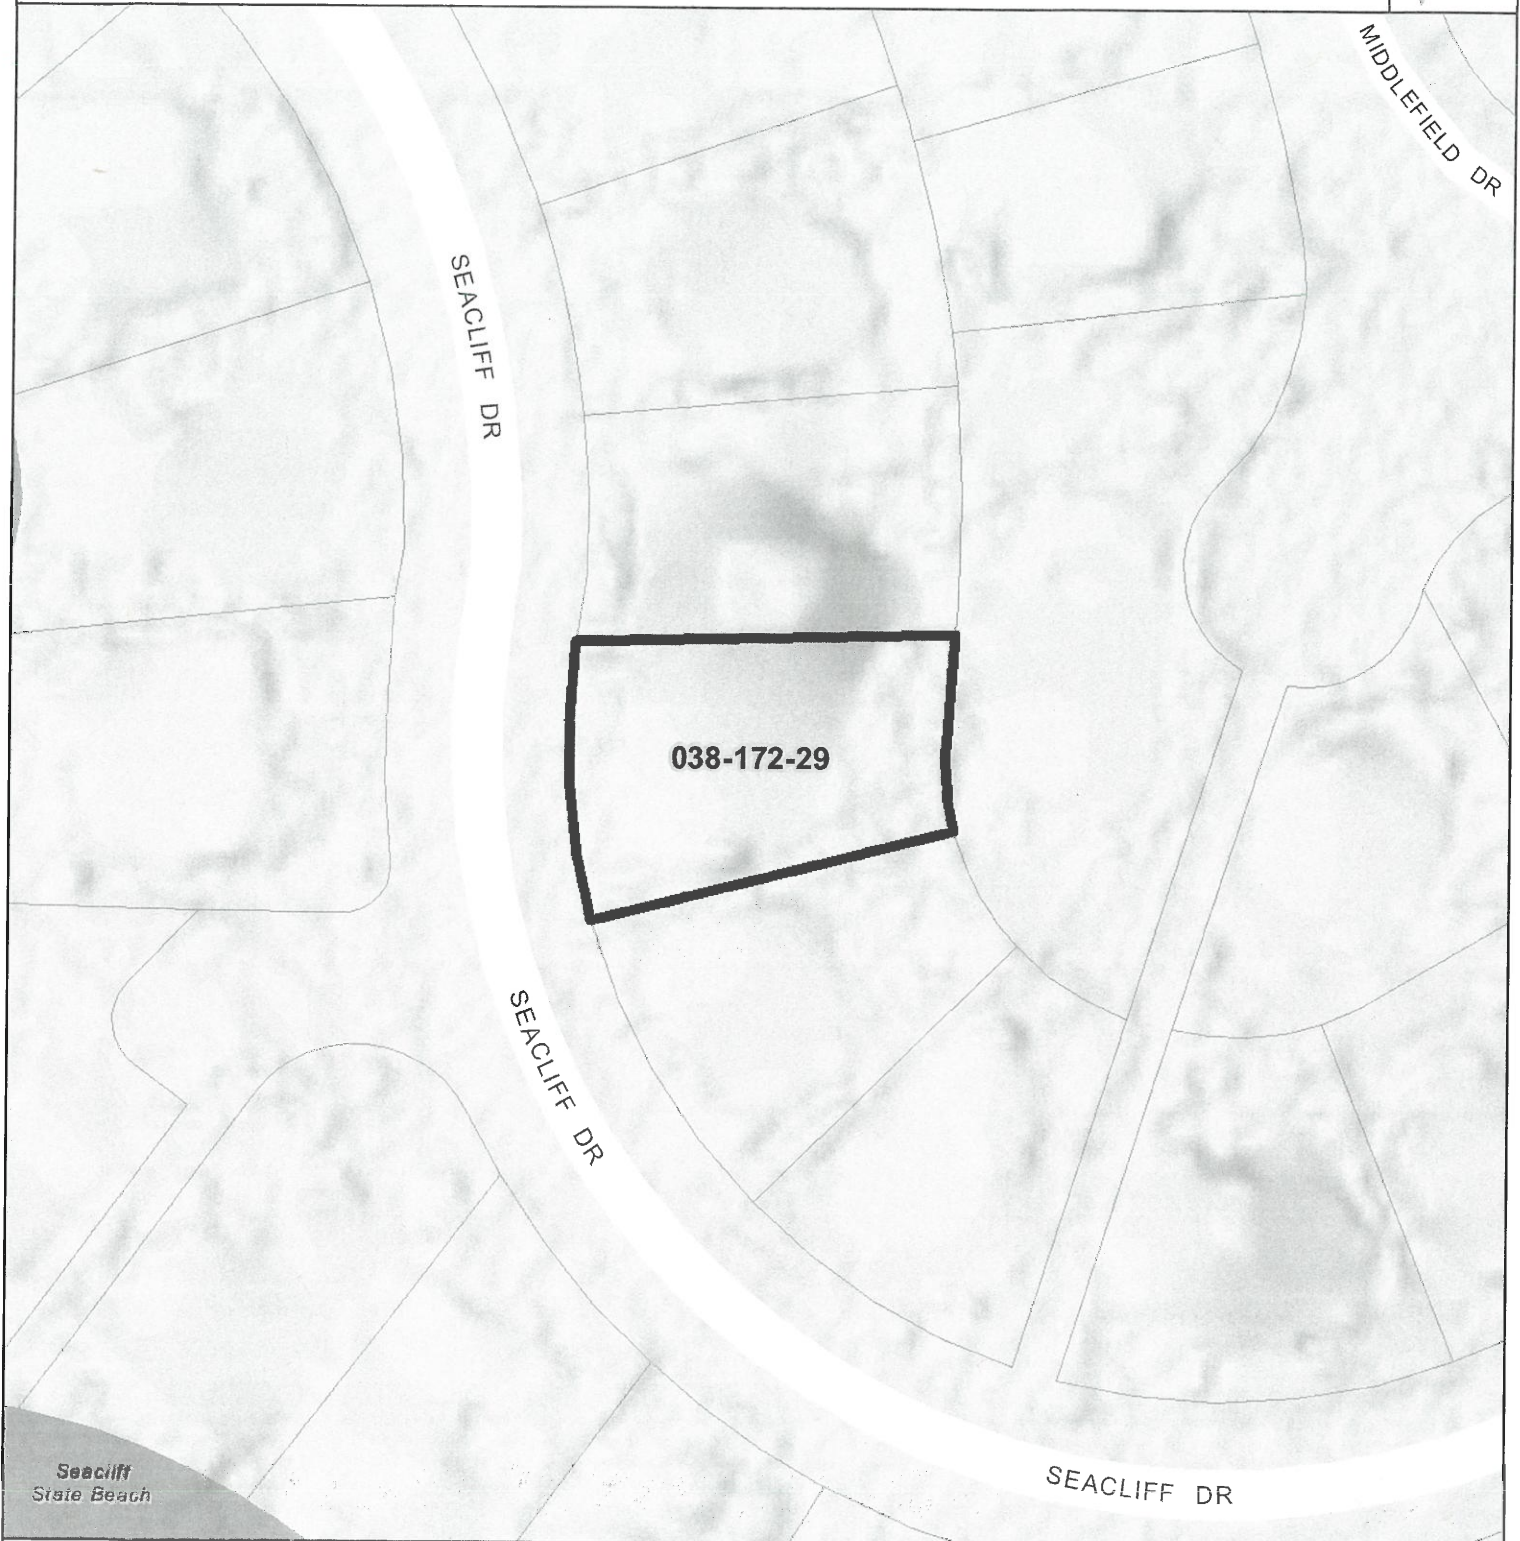 MIDDLEFIELD DR
SEACLIFF DR
038-172-29
SEACLIFF DR
Seacliff
State Beach
SEACLIFF DR